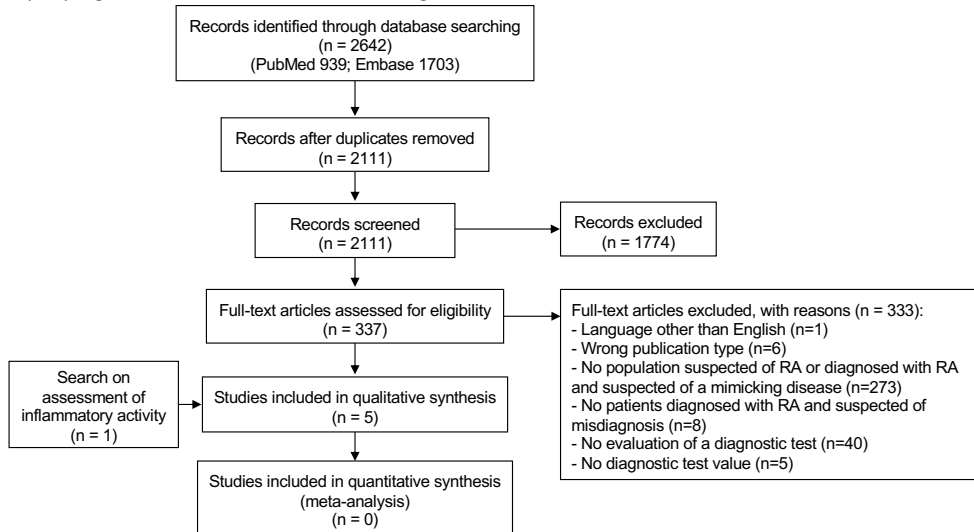 Records identified through database searching
(n = 2642)
(PubMed 939; Embase 1703)
Records after duplicates removed
(n = 2111)
Records screened
(n = 2111)
Records excluded
(n = 1774)
Full-text articles assessed for eligibility
(n = 337)
Full-text articles excluded, with reasons (n = 333):
- Language other than English (n=1)
- Wrong publication type (n=6)
- No population suspected of RA or diagnosed with RA
and suspected of a mimicking disease (n=273)
- No patients diagnosed with RA and suspected of
misdiagnosis (n=8)
- No evaluation of a diagnostic test (n=40)
- No diagnostic test value (n=5)
Search on
assessment of
inflammatory activity
(n = 1)
Studies included in qualitative synthesis
(n = 5)
Studies included in quantitative synthesis
(meta-analysis)
(n = 0)